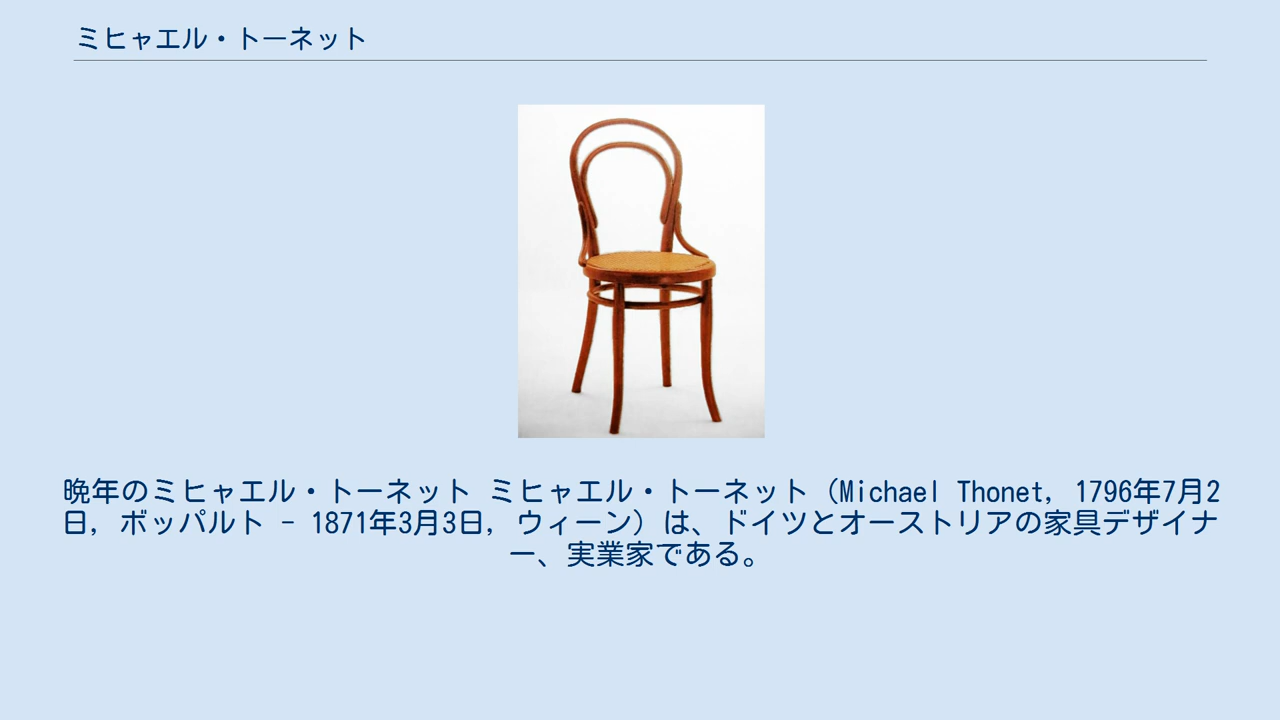 ミヒャエル・トーネット
晩年のミヒャエル・トーネット ミヒャエル・トーネット（Michael Thonet, 1796年7月2
日, ボッパルト - 1871年3月3日, ウィーン）は、ドイツとオーストリアの家具デザイナ
ー、実業家である。